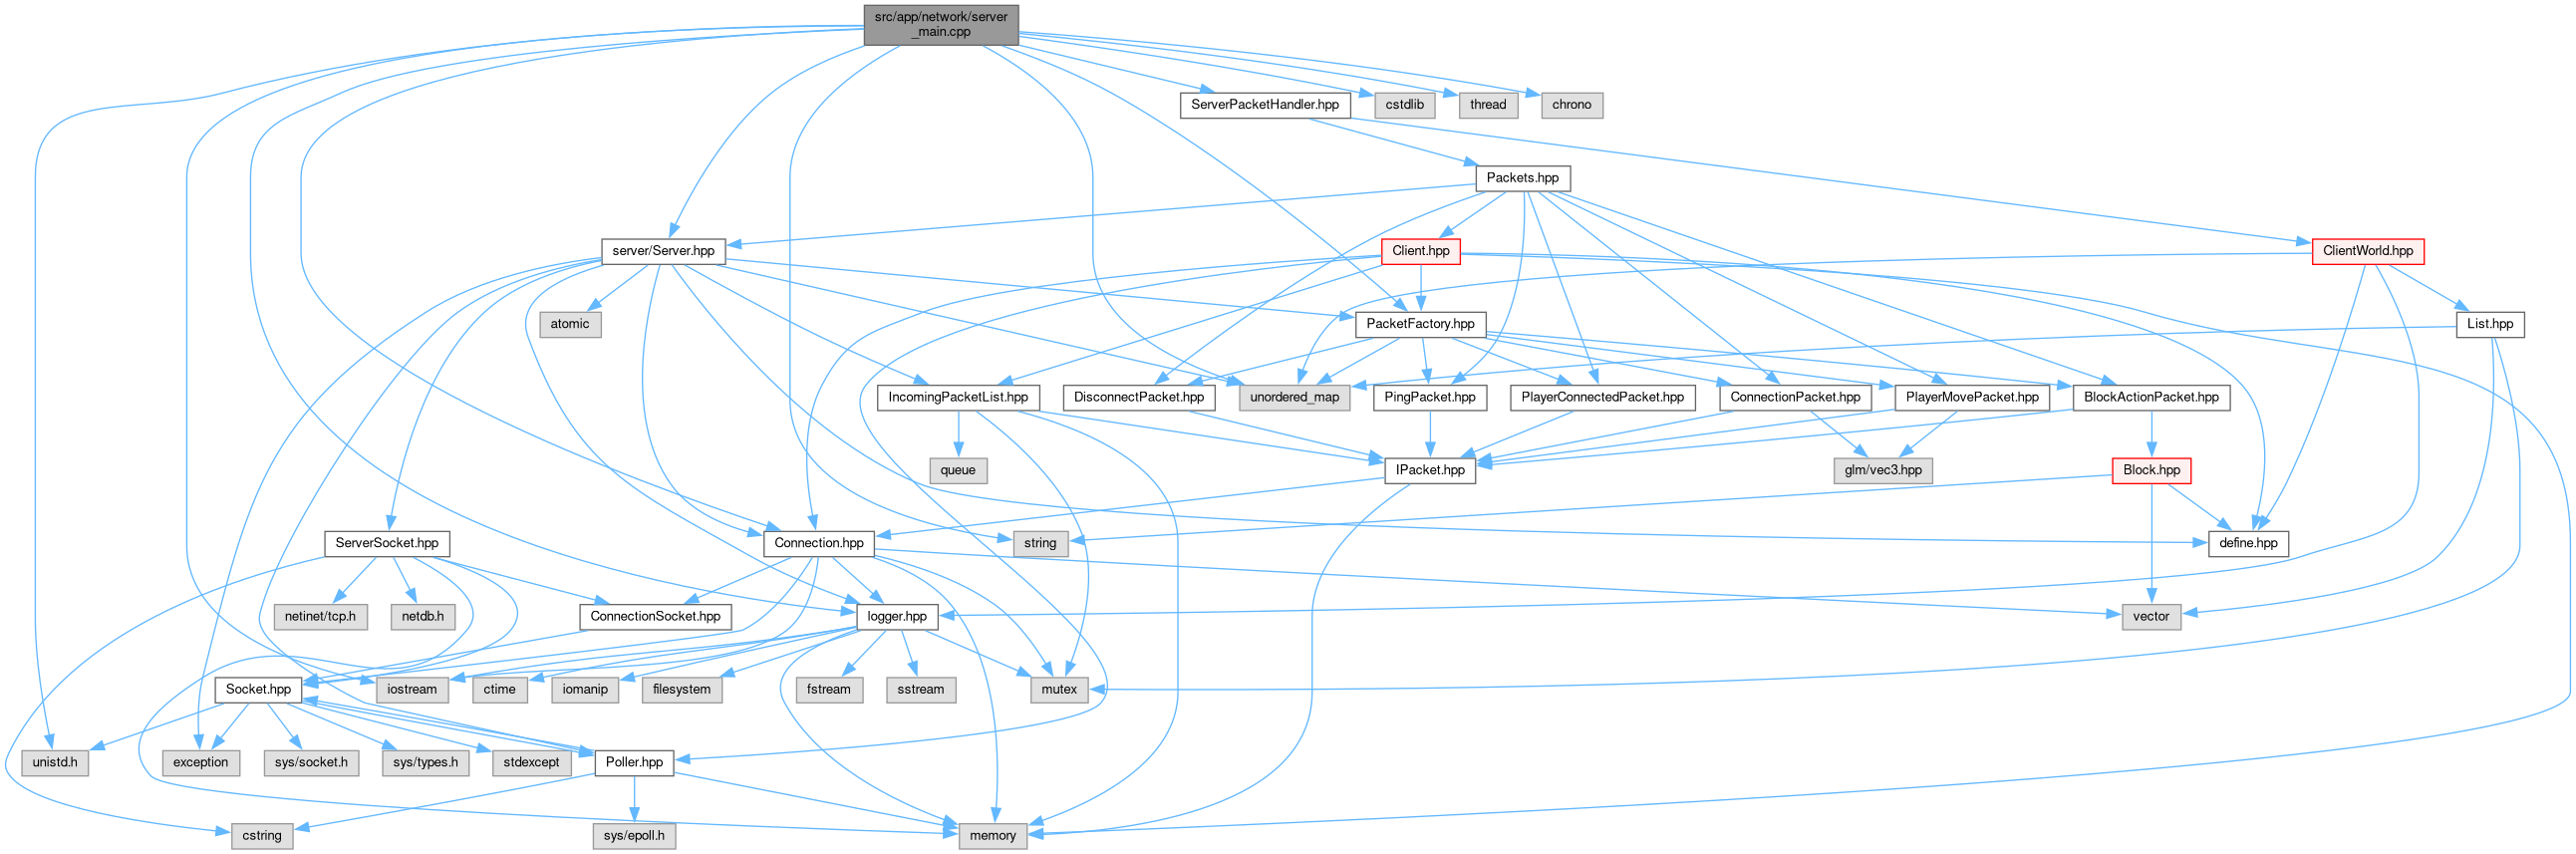 src/app/network/server
_main.cpp
ServerPacketHandler.hpp
cstdlib
thread
chrono
Packets.hpp
server/Server.hpp
Client.hpp
ClientWorld.hpp
atomic
PacketFactory.hpp
List.hpp
IncomingPacketList.hpp
DisconnectPacket.hpp
unordered_map
PingPacket.hpp
PlayerConnectedPacket.hpp
ConnectionPacket.hpp
PlayerMovePacket.hpp
BlockActionPacket.hpp
queue
IPacket.hpp
glm/vec3.hpp
Block.hpp
ServerSocket.hpp
Connection.hpp
string
define.hpp
netinet/tcp.h
netdb.h
ConnectionSocket.hpp
logger.hpp
vector
Socket.hpp
iostream
ctime
iomanip
filesystem
fstream
sstream
mutex
unistd.h
exception
sys/socket.h
sys/types.h
stdexcept
Poller.hpp
cstring
sys/epoll.h
memory